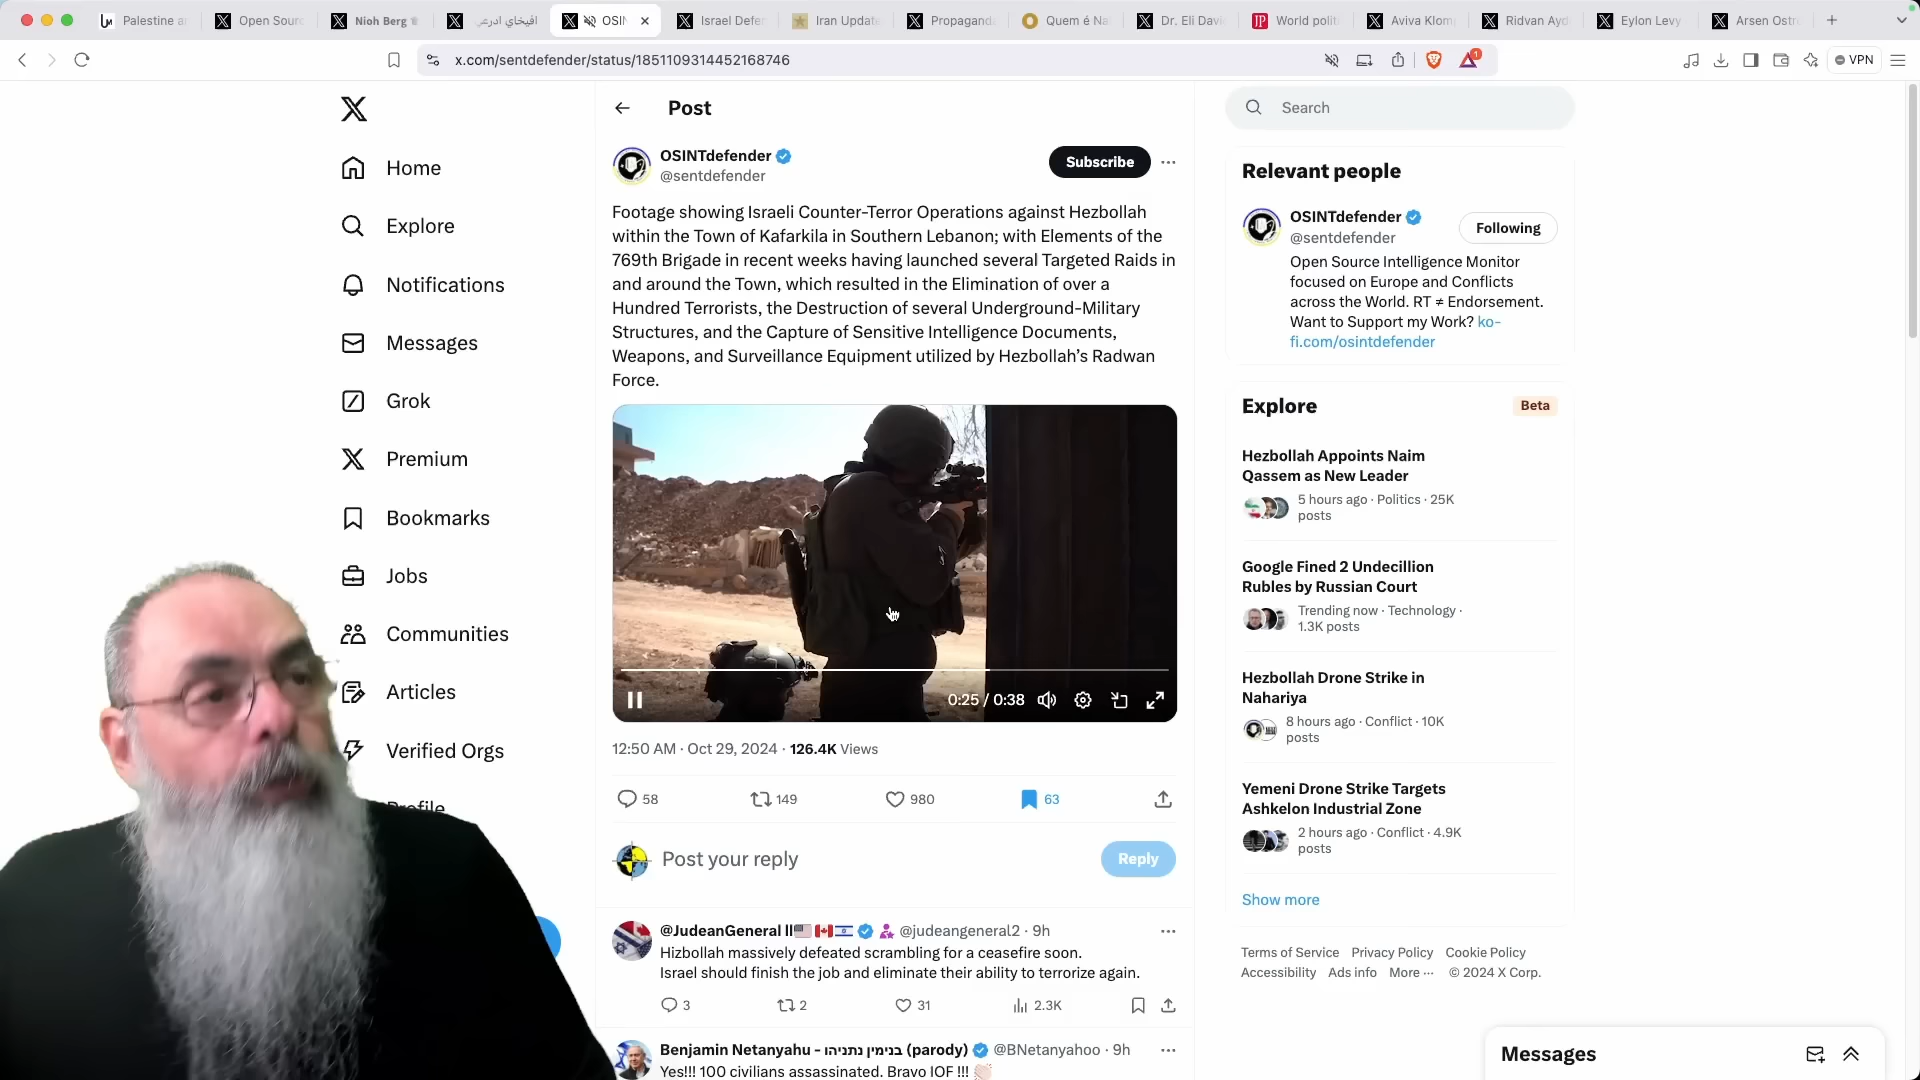 Palestine a
Open Sourc
Nioh Berg
افيخاي ادرعي
OSIN
Israel Defen
Iran Update
Propaganda
Quem é Na
Dr. Eli Davi
World polit
Aviva Klom
Ridvan Ayd
Eylon Levy
Arsen Ostr
x.com/sentdefender/status/1851109314452168746
1
VPN
Home
Explore
Notifications
Messages
Grok
Premium
Bookmarks
Jobs
Communities
Articles
Verified Orgs
Profile
Post
OSINTdefender
@sentdefender
Subscribe
Footage showing Israeli Counter-Terror Operations against Hezbollah
within the Town of Kafarkila in Southern Lebanon; with Elements of the
769th Brigade in recent weeks having launched several Targeted Raids in
and around the Town, which resulted in the Elimination of over a
Hundred Terrorists, the Destruction of several Underground-Military
Structures, and the Capture of Sensitive Intelligence Documents,
Weapons, and Surveillance Equipment utilized by Hezbollah’s Radwan
Force.
0:25 / 0:38
12:50 AM · Oct 29, 2024 · 126.4K Views
58 149 980 63
Post your reply
Reply
@JudeanGeneral II @judeangeneral2 · 9h
Hizbollah massively defeated scrambling for a ceasefire soon.
Israel should finish the job and eliminate their ability to terrorize again.
3 2 31 2.3K
Benjamin Netanyahu - בנימין נתניהו (parody) @BNetanyahoo · 9h
Yes!!! 100 civilians assassinated. Bravo IOF !!!
Search
Relevant people
OSINTdefender
@sentdefender
Following
Open Source Intelligence Monitor
focused on Europe and Conflicts
across the World. RT ≠ Endorsement.
Want to Support my Work? ko-
fi.com/osintdefender
Explore
Beta
Hezbollah Appoints Naim
Qassem as New Leader
5 hours ago · Politics · 25K
posts
Google Fined 2 Undecillion
Rubles by Russian Court
Trending now · Technology ·
1.3K posts
Hezbollah Drone Strike in
Nahariya
8 hours ago · Conflict · 10K
posts
Yemeni Drone Strike Targets
Ashkelon Industrial Zone
2 hours ago · Conflict · 4.9K
posts
Show more
Terms of Service Privacy Policy Cookie Policy
Accessibility Ads info More ··· © 2024 X Corp.
Messages